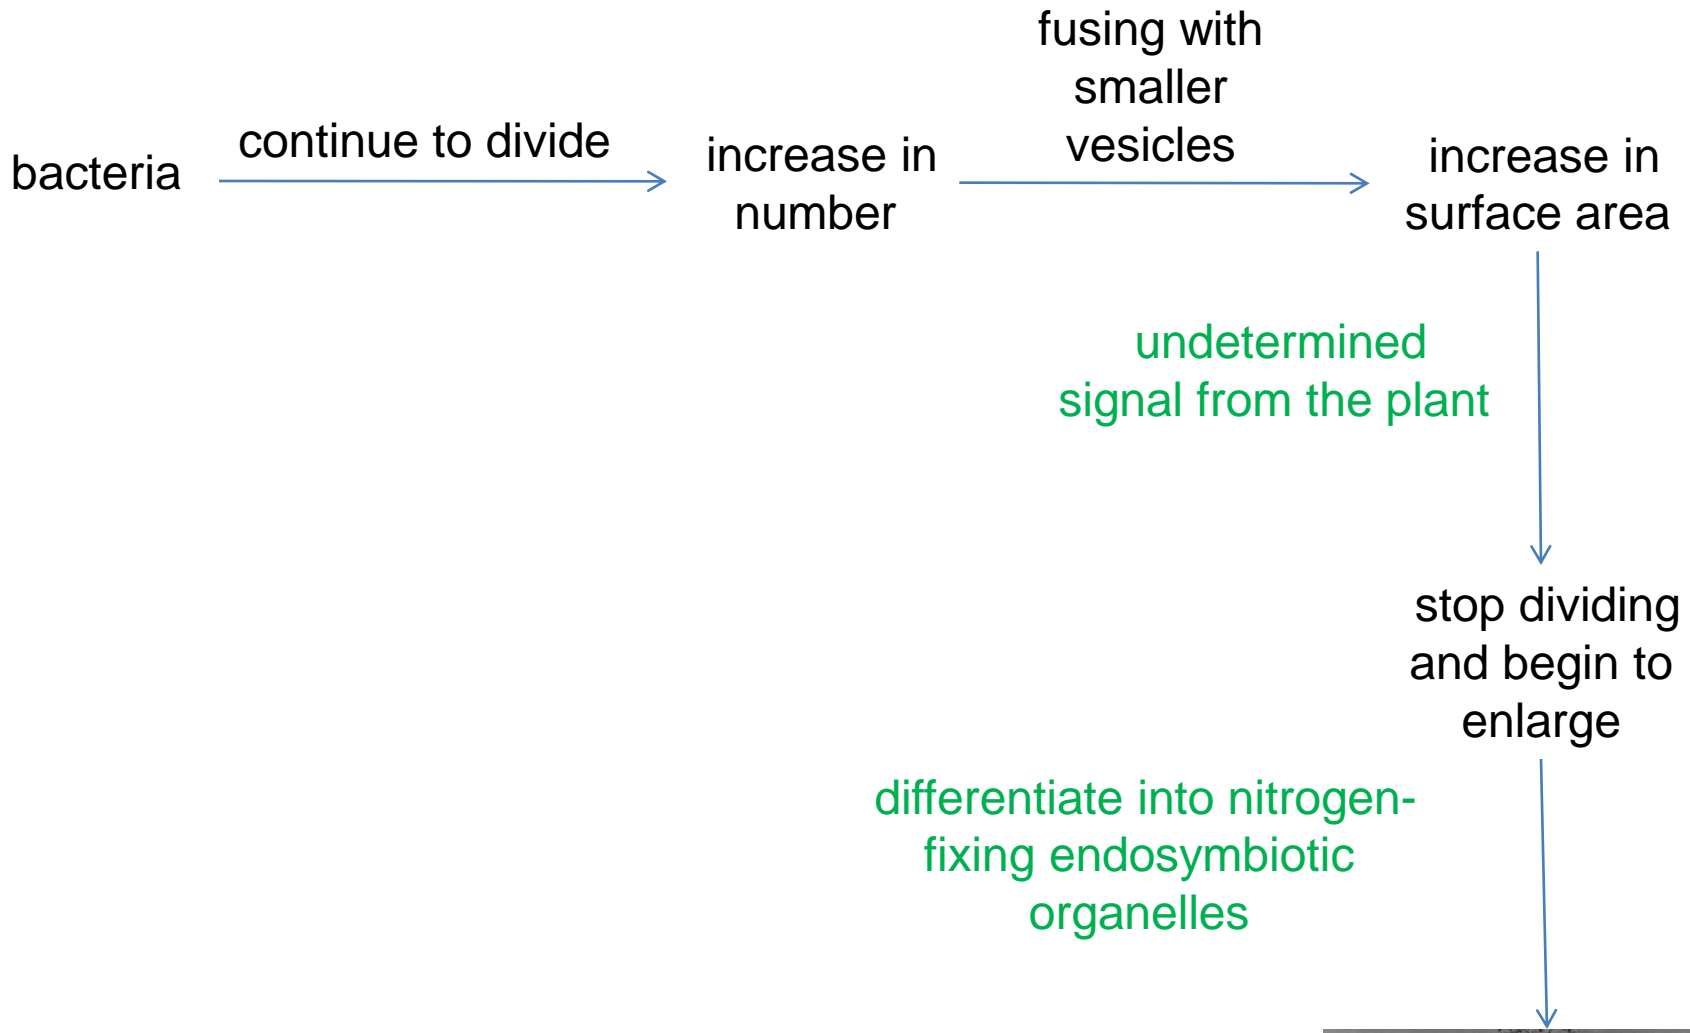 bacteria
continue to divide
increase in
number
fusing with
smaller
vesicles
increase in
surface area
undetermined
signal from the plant
stop dividing
and begin to
enlarge
differentiate into nitrogen-
fixing endosymbiotic
organelles